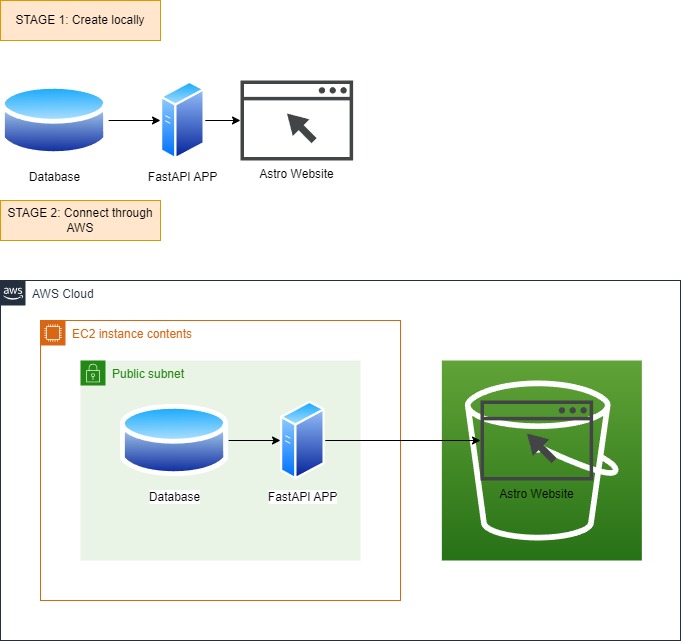 STAGE 1: Create locally
Database
FastAPI APP
Astro Website
STAGE 2: Connect through
AWS
aws
AWS Cloud
EC2 instance contents
Public subnet
Database
FastAPI APP
Astro Website